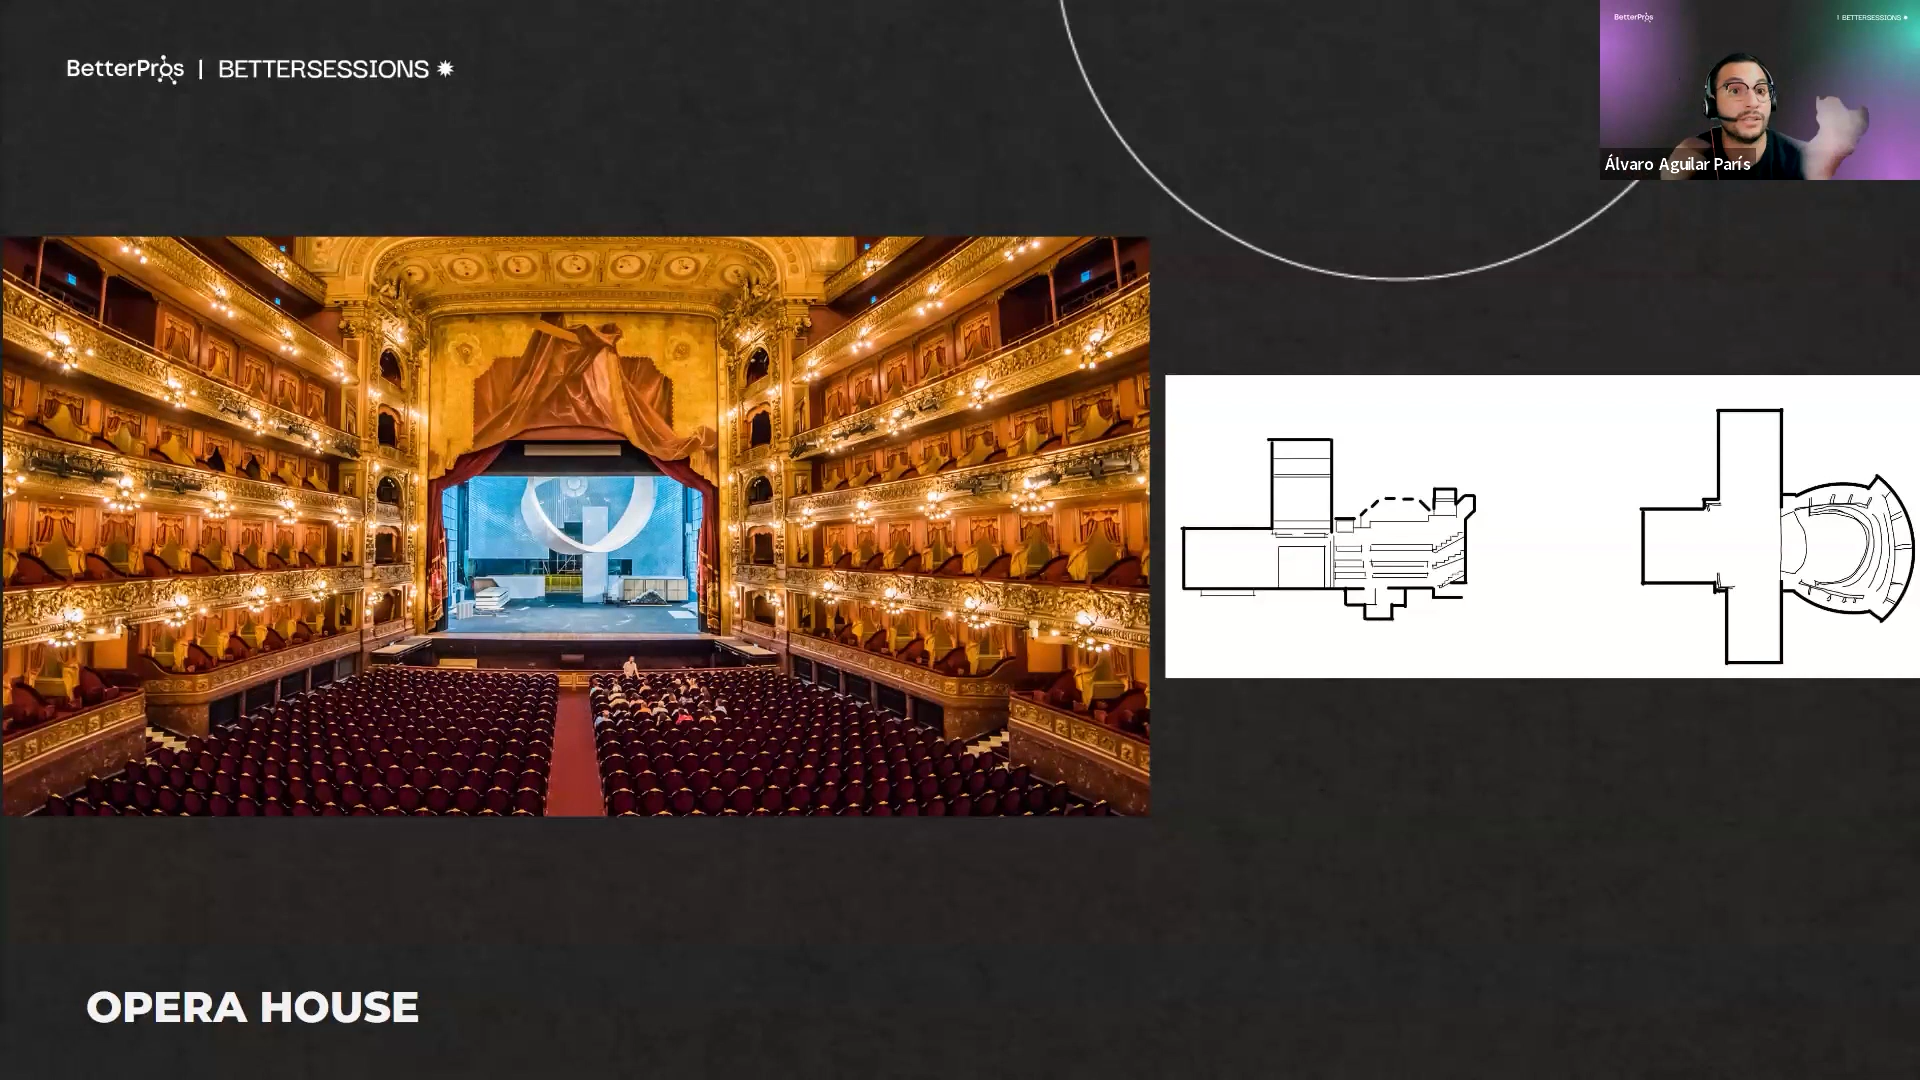 BetterPros | BETTERSESSIONS
BetterPros | BETTERSESSIONS
Álvaro Aguilar París
OPERA HOUSE